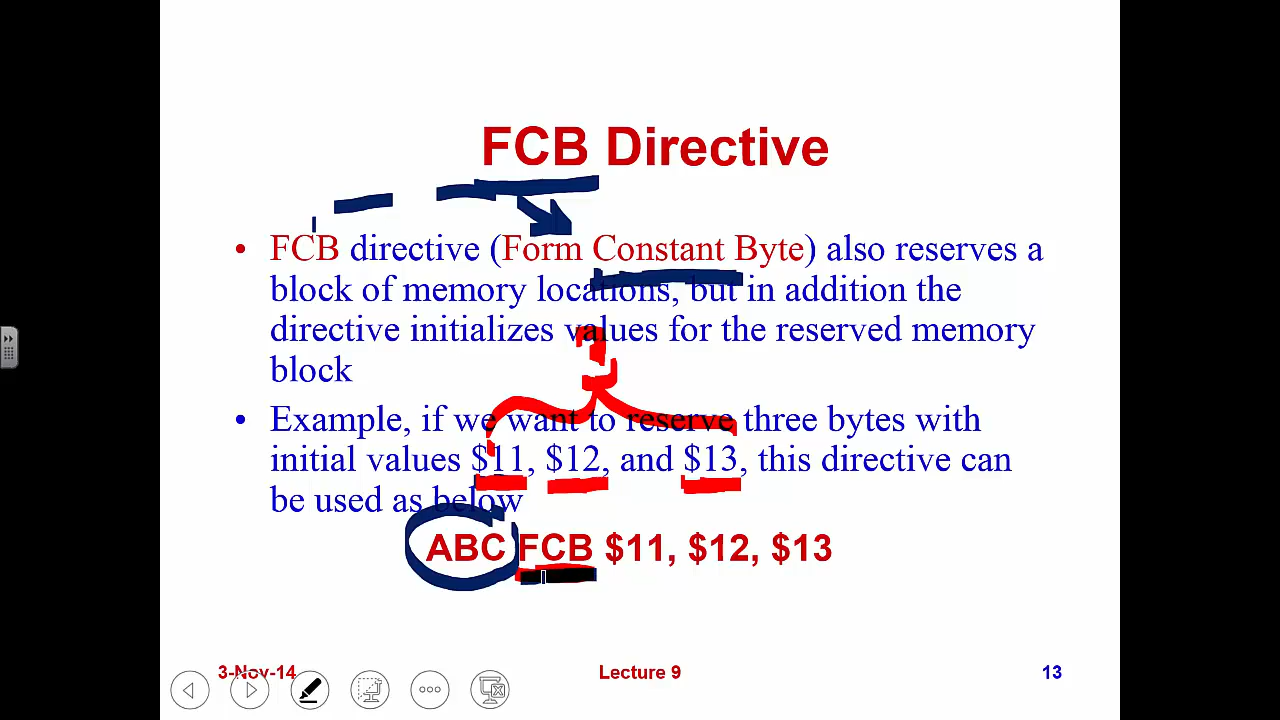 FCB Directive
• FCB directive (Form Constant Byte) also reserves a
block of memory locations, but in addition the
directive initializes values for the reserved memory
block
3
• Example, if we want to reserve three bytes with
initial values $11, $12, and $13, this directive can
be used as below
ABC FCB $11, $12, $13
3-Nov-14 Lecture 9 13